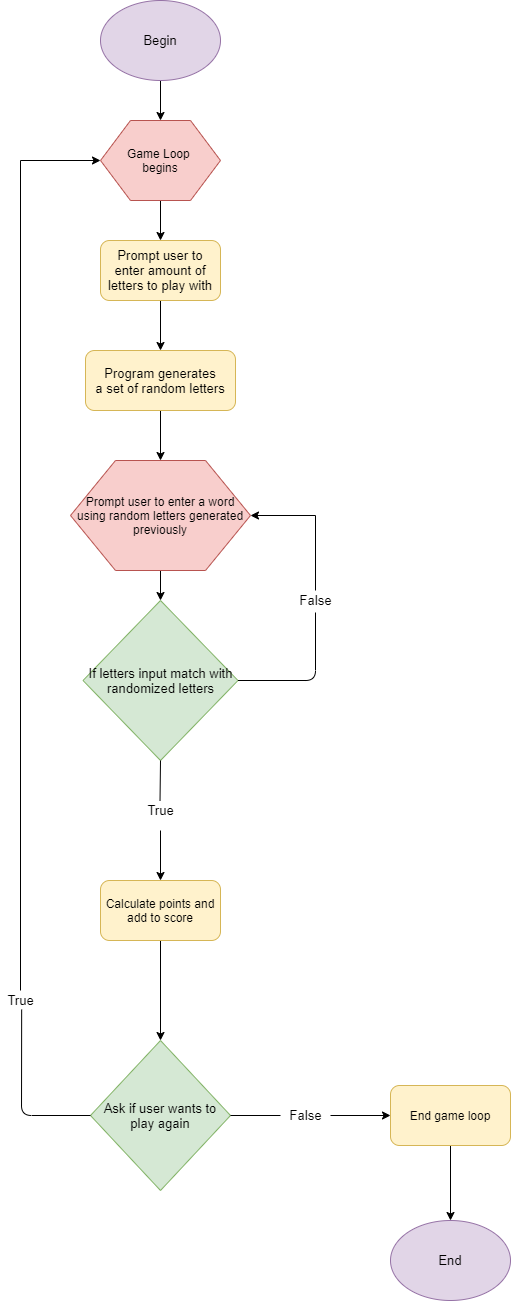 Begin
Game Loop
begins
Prompt user to
enter amount of
letters to play with
Program generates
a set of random letters
Prompt user to enter a word
using random letters generated
previously
False
If letters input match with
randomized letters
True
Calculate points and
add to score
True
Ask if user wants to
play again
False
End game loop
End